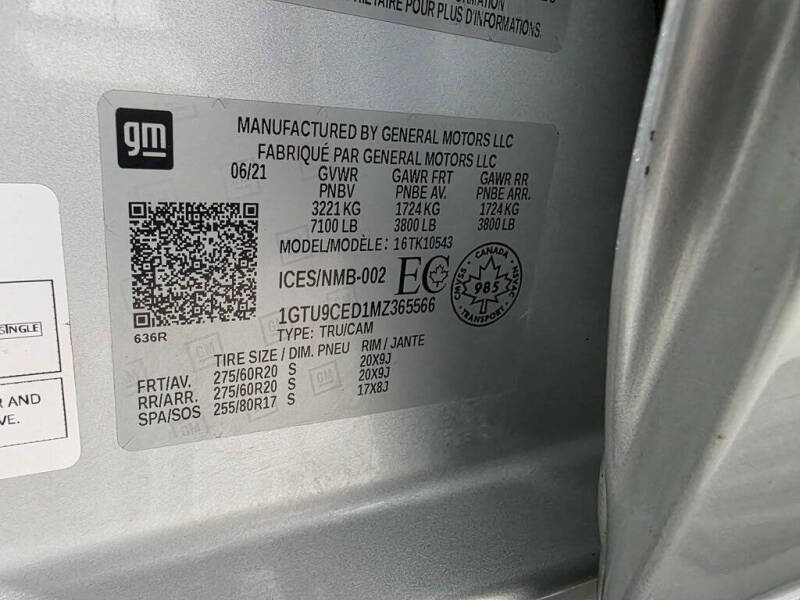 PRIÉTAIRE POUR PLUS D'INFORMATIONS.
gm
MANUFACTURED BY GENERAL MOTORS LLC
FABRIQUÉ PAR GENERAL MOTORS LLC
06/21 GVWR GAWR FRT GAWR RR
PNBV PNBE AV. PNBE ARR.
3221 KG 1724 KG 1724 KG
7100 LB 3800 LB 3800 LB
MODEL/MODÈLE: 16TK10543
ICES/NMB-002 EC
CANADA
CMVSS 985 NSVAC
1GTU9CED1MZ365566
TYPE: TRU/CAM
636R
TIRE SIZE / DIM. PNEU RIM / JANTE
FRT/AV. 275/60R20 S 20X9J
RR/ARR. 275/60R20 S 20X9J
SPA/SOS 255/80R17 S 17X8J
SINGLE
R AND
VE.